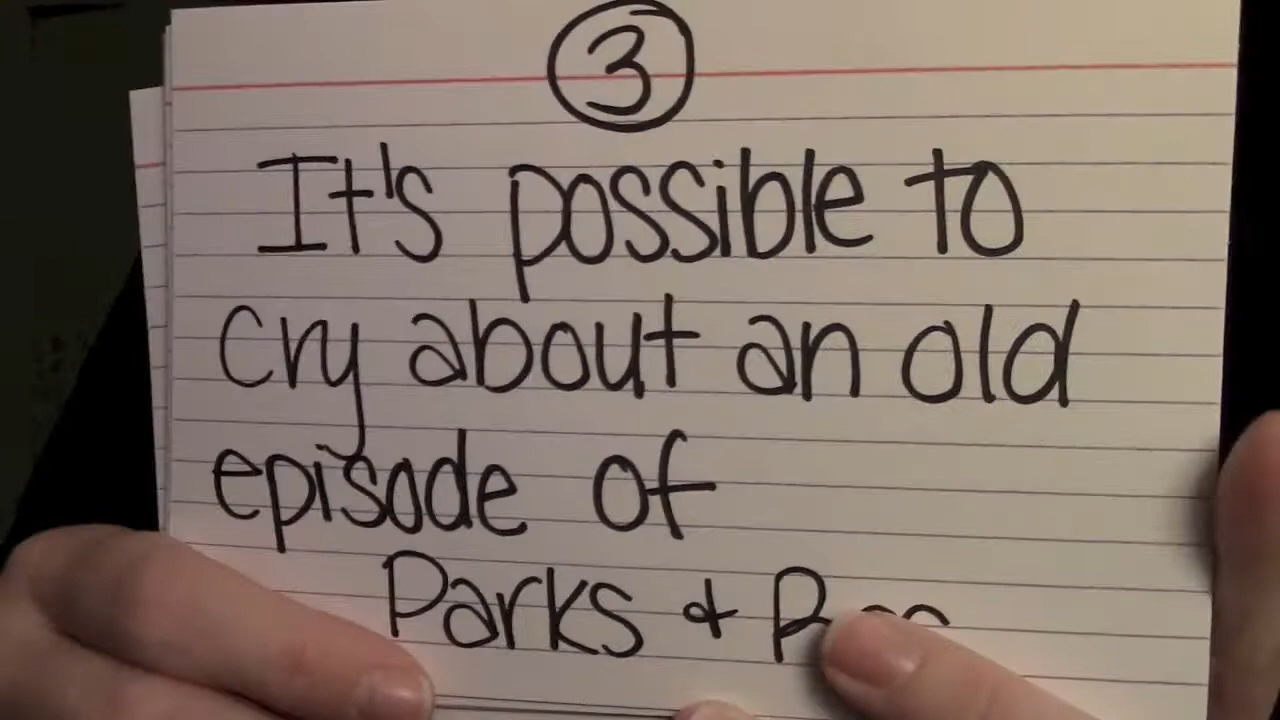 3
It's possible to
cry about an old
episode of
Parks &